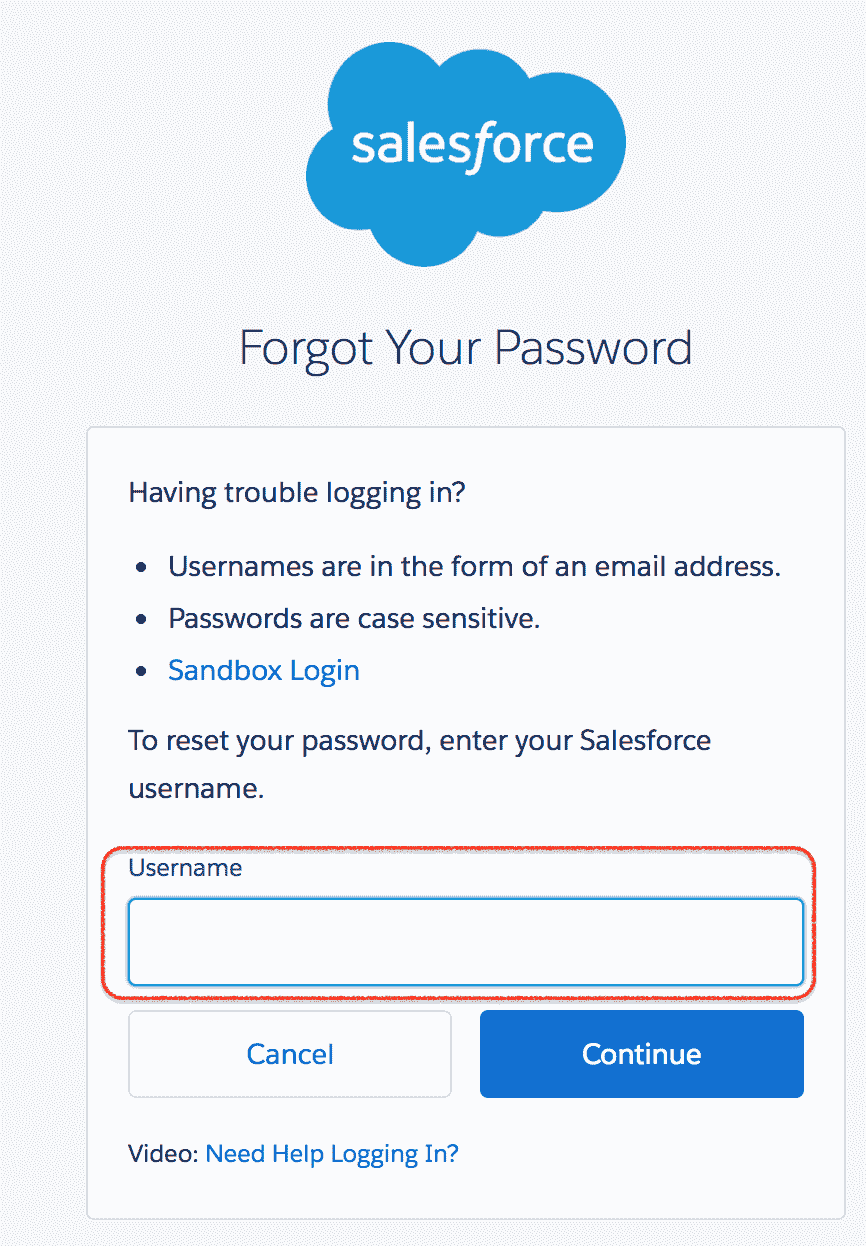 salesforce
Forgot Your Password
Having trouble logging in?
• Usernames are in the form of an email address.
• Passwords are case sensitive.
• Sandbox Login
To reset your password, enter your Salesforce
username.
Username
Cancel
Continue
Video: Need Help Logging In?